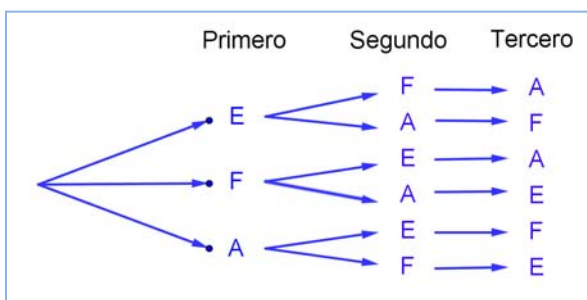 Primero Segundo Tercero
F A
E
A F
E A
F
A E
E F
A
F E